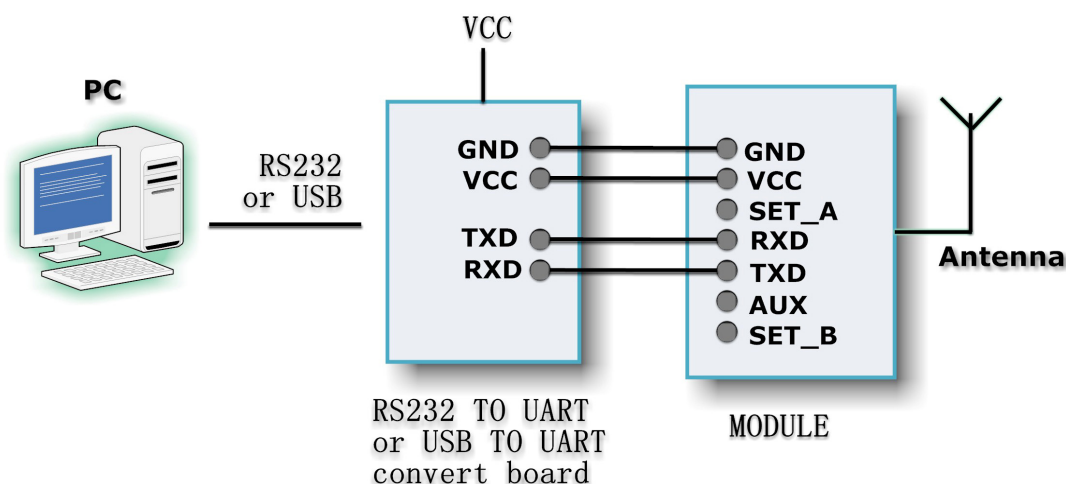 VCC
PC
RS232
or USB
GND
VCC
TXD
RXD
GND
VCC
SET_A
RXD
TXD
AUX
SET_B
Antenna
RS232 TO UART
or USB TO UART
convert board
MODULE